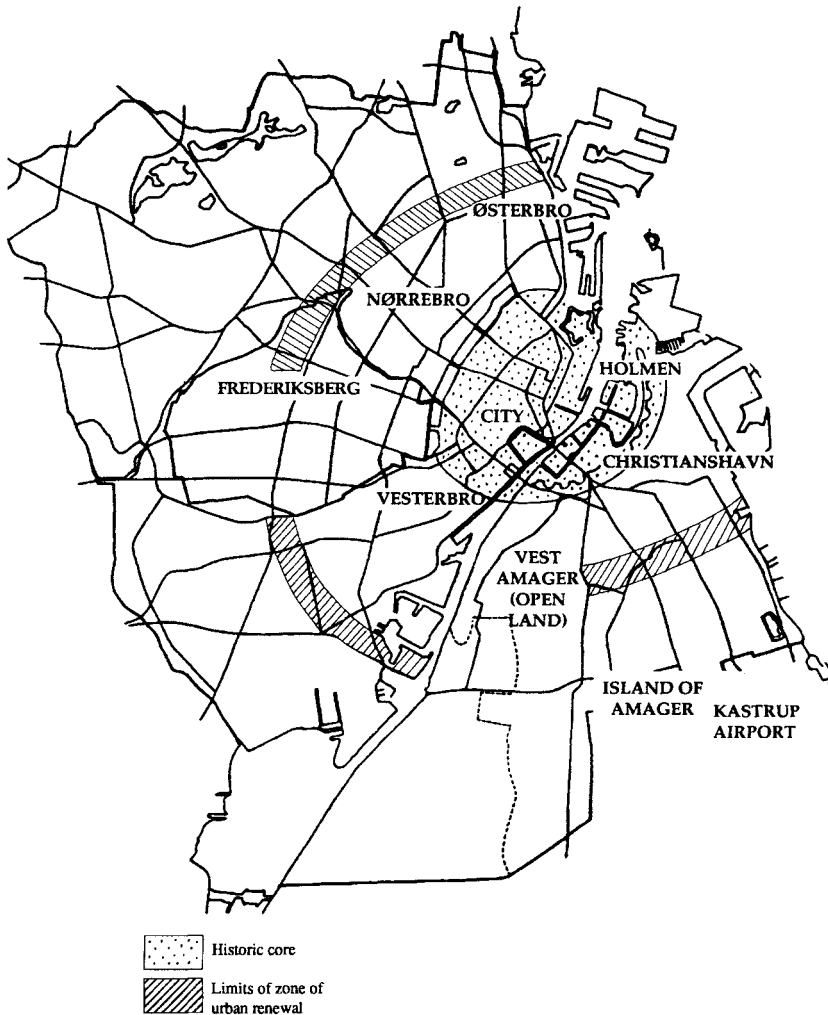 ØSTERBRO
NØRREBRO
HOLMEN
FREDERIKSBERG
CITY
CHRISTIANSHAVN
VESTERBRO
VEST
AMAGER
(OPEN
LAND)
ISLAND OF
AMAGER
KASTRUP
AIRPORT
Historic core
Limits of zone of
urban renewal